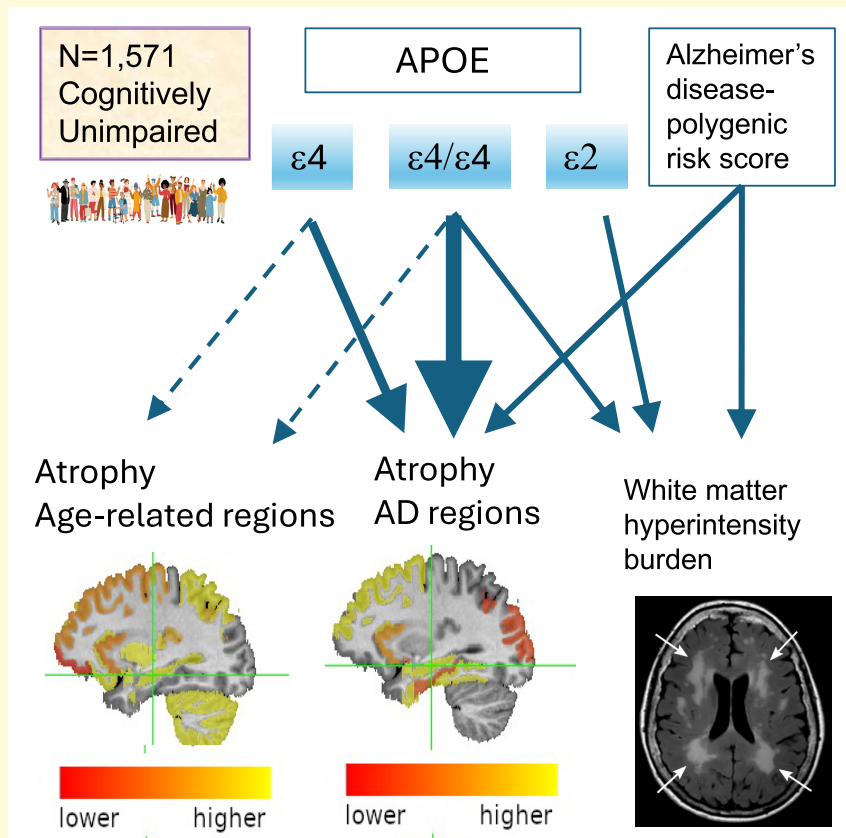 N=1,571
Cognitively
Unimpaired
APOE
Alzheimer’s
disease-
polygenic
risk score
ε4
ε4/ε4
ε2
Atrophy
Age-related regions
Atrophy
AD regions
White matter
hyperintensity
burden
lower
higher
lower
higher